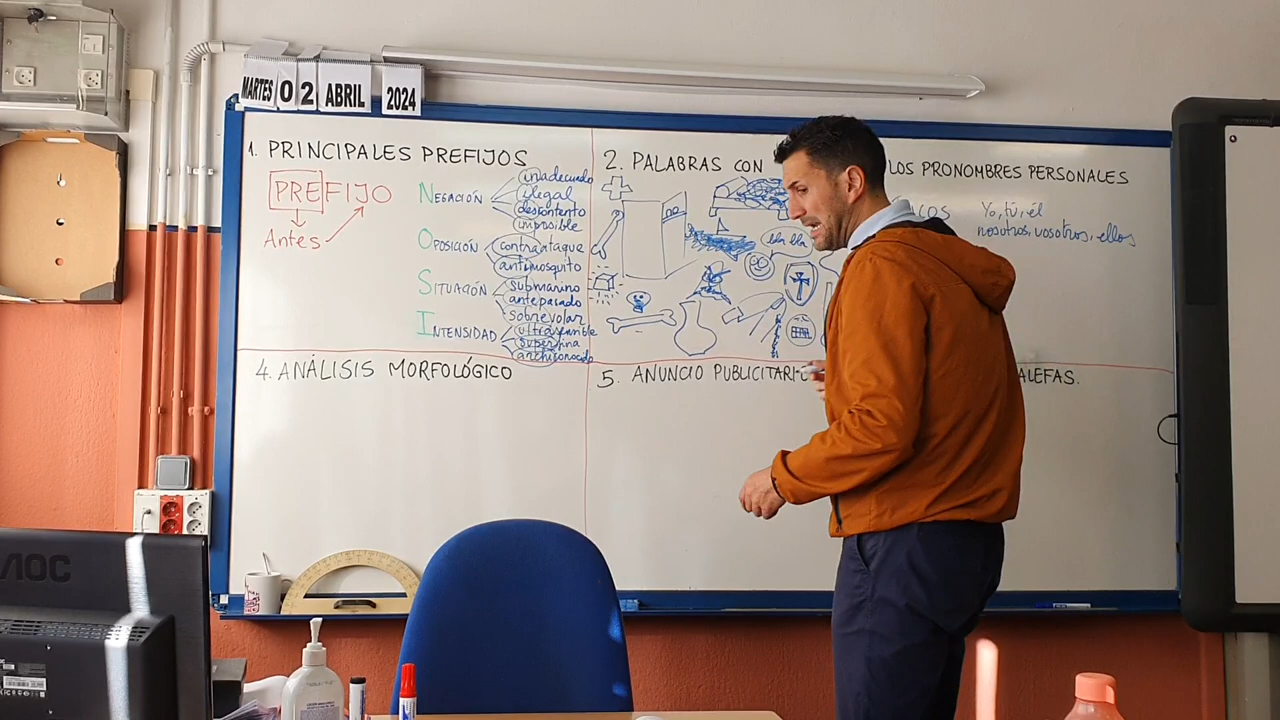 MARTES 02 ABRIL 2024
1. PRINCIPALES PREFIJOS
PREFIJO
Antes
NEGACIÓN
inadecuado
ilegal
descontento
imposible
OPOSICIÓN
contraataque
antimosquito
SITUACIÓN
submarino
antepasado
sobrevolar
INTENSIDAD
ultrasensible
superfina
archiconocido
2. PALABRAS CON
bla bla
LOS PRONOMBRES PERSONALES
Yo, tú, él
nosotros, vosotros, ellos
4. ANÁLISIS MORFOLÓGICO
5. ANUNCIO PUBLICITARIO
ALEFAS.
AOC